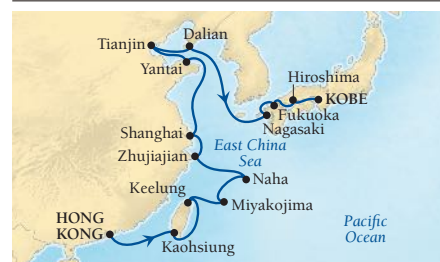 Tianjin
Dalian
Yantai
Hiroshima
KOBE
Fukuoka
Nagasaki
Shanghai
East China
Sea
Zhujiajian
Naha
Keelung
Miyakojima
HONG
KONG
Kaohsiung
Pacific
Ocean